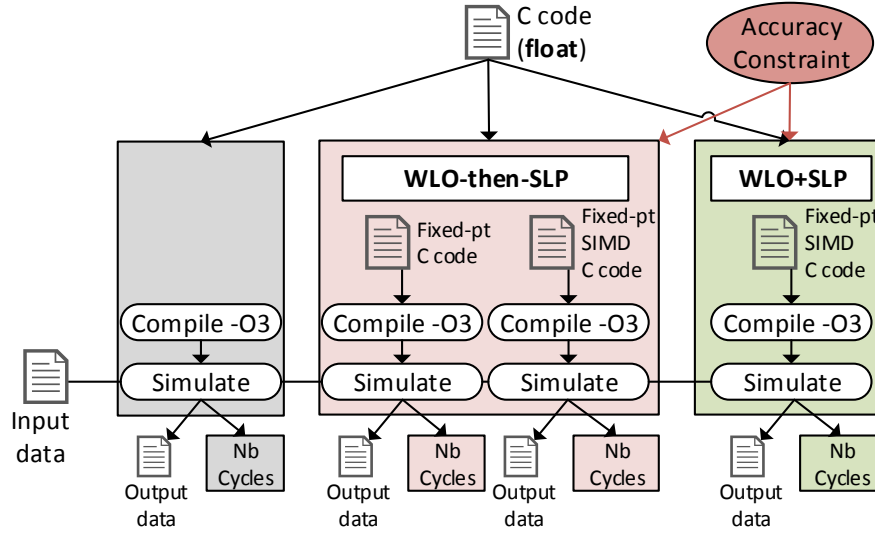 C code
(float)
Accuracy
Constraint
WLO-then-SLP
WLO+SLP
Fixed-pt
C code
Fixed-pt
SIMD
C code
Fixed-pt
SIMD
C code
Compile -O3
Compile -O3
Compile -O3
Compile -O3
Input
data
Simulate
Simulate
Simulate
Simulate
Output
data
Nb
Cycles
Output
data
Nb
Cycles
Output
data
Nb
Cycles
Output
data
Nb
Cycles